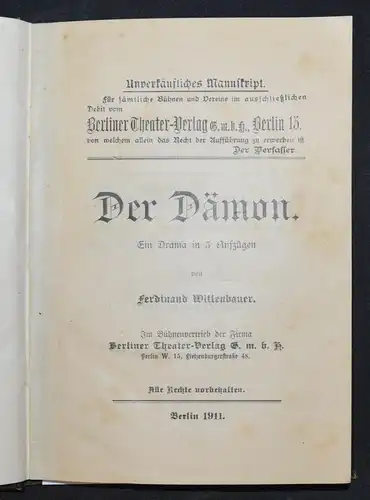 Unverkäufliches Manuskript.
Für sämtliche Bühnen und Vereine im ausschließlichen
Debit vom
Berliner Theater-Verlag G. m. b. H., Berlin 15.
von welchem allein das Recht der Aufführung zu erwerben ist
Der Verfasser.
Der Dämon.
Ein Drama in 5 Aufzügen
von
Ferdinand Wittenbauer.
Im Bühnenvertrieb der Firma
Berliner Theater-Verlag G. m. b. H.
Berlin W. 15, Pietzenburgerstraße 48.
Alle Rechte vorbehalten.
Berlin 1911.